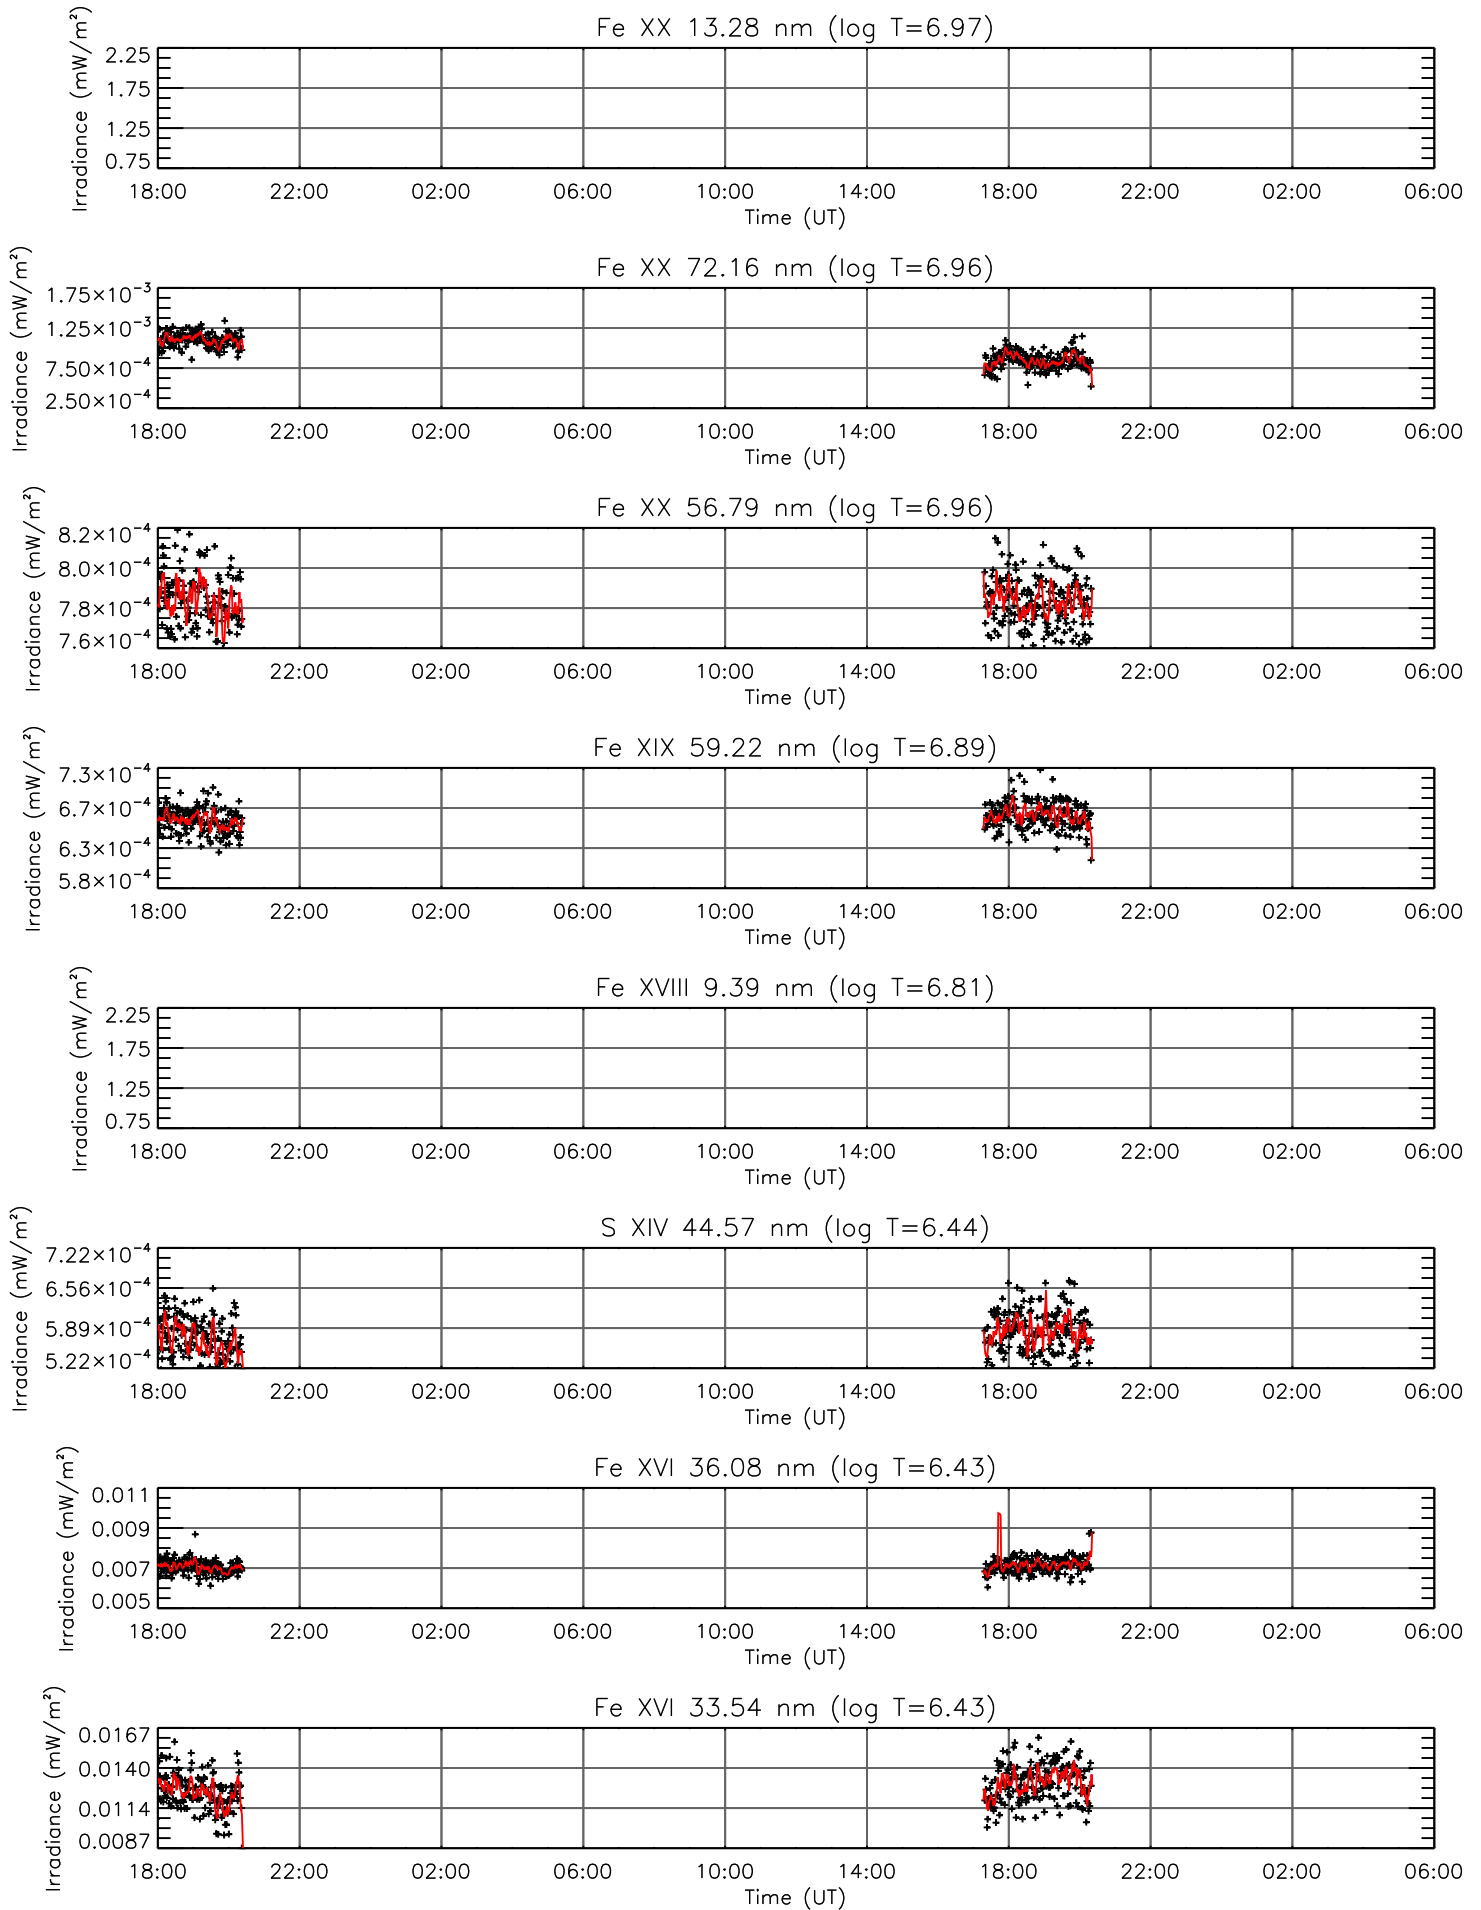 Fe XX 13.28 nm (log T=6.97)
Irradiance (mW/m²)
2.25
1.75
1.25
0.75
18:00 22:00 02:00 06:00 10:00 14:00 18:00 22:00 02:00 06:00
Time (UT)
Fe XX 72.16 nm (log T=6.96)
Irradiance (mW/m²)
1.75×10⁻³
1.25×10⁻³
7.50×10⁻⁴
2.50×10⁻⁴
18:00 22:00 02:00 06:00 10:00 14:00 18:00 22:00 02:00 06:00
Time (UT)
Fe XX 56.79 nm (log T=6.96)
Irradiance (mW/m²)
8.2×10⁻⁴
8.0×10⁻⁴
7.8×10⁻⁴
7.6×10⁻⁴
18:00 22:00 02:00 06:00 10:00 14:00 18:00 22:00 02:00 06:00
Time (UT)
Fe XIX 59.22 nm (log T=6.89)
Irradiance (mW/m²)
7.3×10⁻⁴
6.7×10⁻⁴
6.3×10⁻⁴
5.8×10⁻⁴
18:00 22:00 02:00 06:00 10:00 14:00 18:00 22:00 02:00 06:00
Time (UT)
Fe XVIII 9.39 nm (log T=6.81)
Irradiance (mW/m²)
2.25
1.75
1.25
0.75
18:00 22:00 02:00 06:00 10:00 14:00 18:00 22:00 02:00 06:00
Time (UT)
S XIV 44.57 nm (log T=6.44)
Irradiance (mW/m²)
7.22×10⁻⁴
6.56×10⁻⁴
5.89×10⁻⁴
5.22×10⁻⁴
18:00 22:00 02:00 06:00 10:00 14:00 18:00 22:00 02:00 06:00
Time (UT)
Fe XVI 36.08 nm (log T=6.43)
Irradiance (mW/m²)
0.011
0.009
0.007
0.005
18:00 22:00 02:00 06:00 10:00 14:00 18:00 22:00 02:00 06:00
Time (UT)
Fe XVI 33.54 nm (log T=6.43)
Irradiance (mW/m²)
0.0167
0.0140
0.0114
0.0087
18:00 22:00 02:00 06:00 10:00 14:00 18:00 22:00 02:00 06:00
Time (UT)